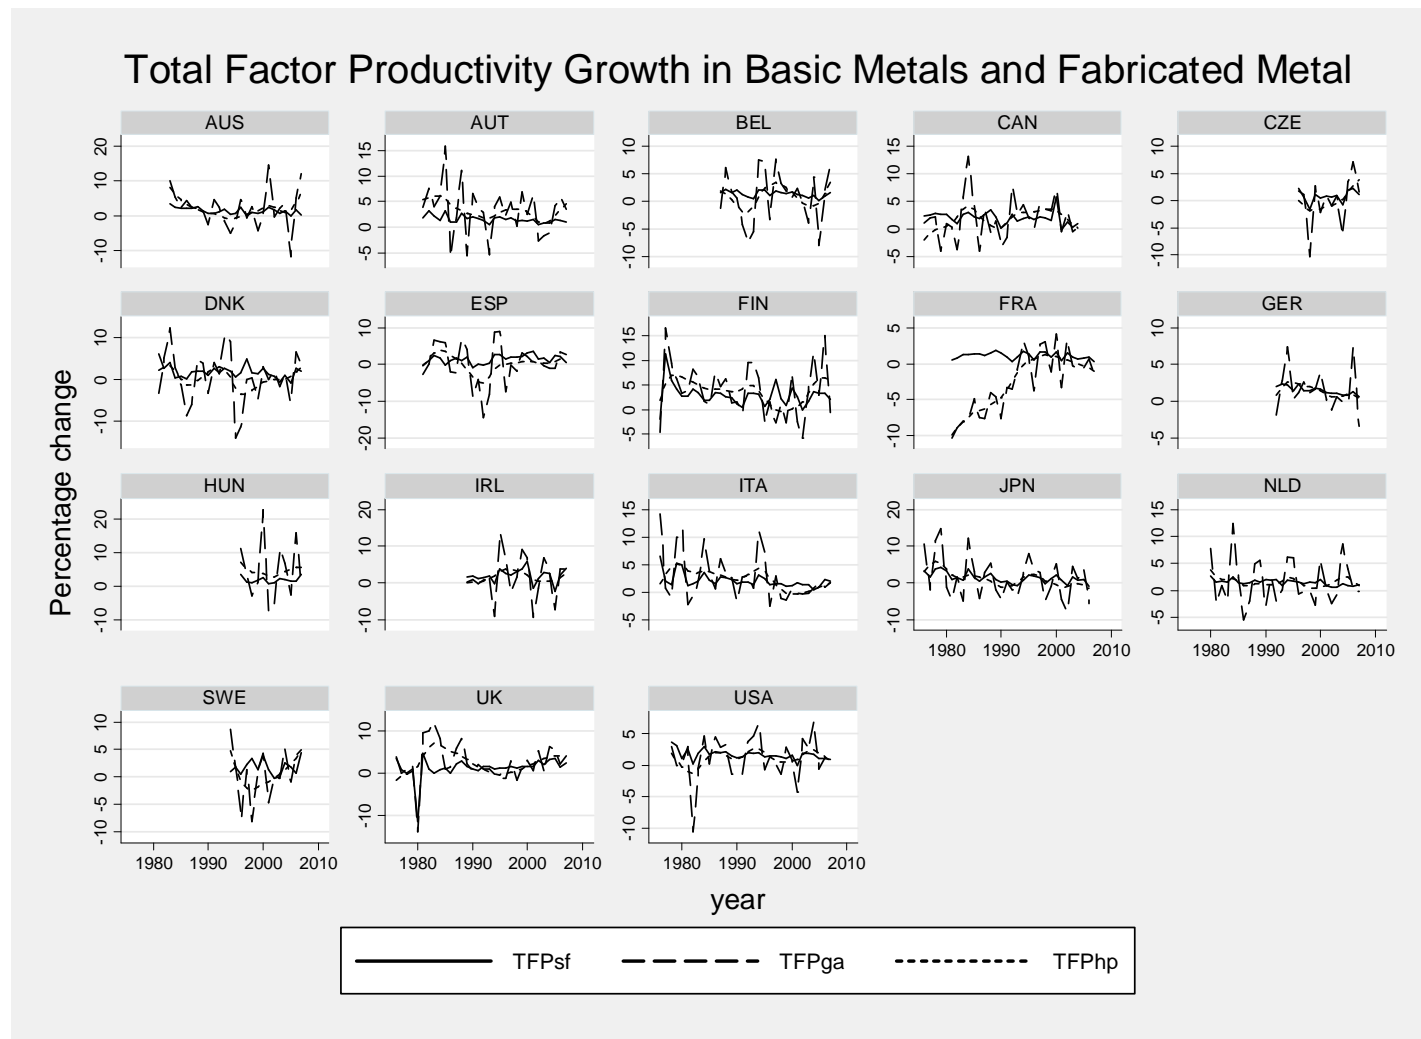 Total Factor Productivity Growth in Basic Metals and Fabricated Metal
Percentage change
AUS
20
10
0
-10
AUT
15
10
5
0
-5
BEL
10
5
0
-5
-10
CAN
15
10
5
0
-5
CZE
10
5
0
-5
-10
DNK
10
0
-10
ESP
10
0
-10
-20
FIN
15
10
5
0
-5
FRA
5
0
-5
-10
GER
10
5
0
-5
HUN
20
10
0
-10
IRL
20
10
0
-10
ITA
15
10
5
0
-5
JPN
20
10
0
-10
1980 1990 2000 2010
NLD
15
10
5
0
-5
1980 1990 2000 2010
SWE
10
5
0
-5
-10
1980 1990 2000 2010
UK
10
0
-10
1980 1990 2000 2010
USA
5
0
-5
-10
1980 1990 2000 2010
year
TFPsf TFPga TFPhp